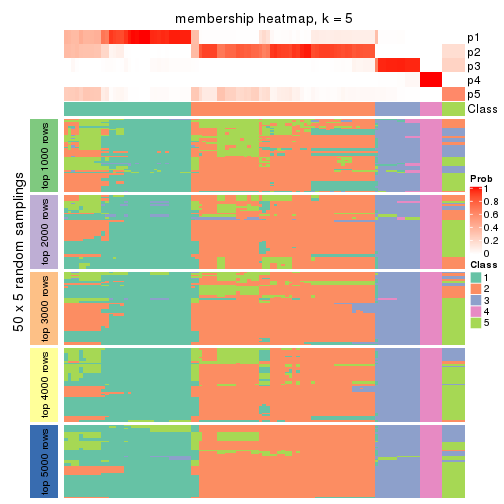 membership heatmap, k = 5
p1
p2
p3
p4
p5
Class
50 x 5 random samplings
top 1000 rows
top 2000 rows
top 3000 rows
top 4000 rows
top 5000 rows
Prob
1
0.8
0.6
0.4
0.2
0
Class
1
2
3
4
5